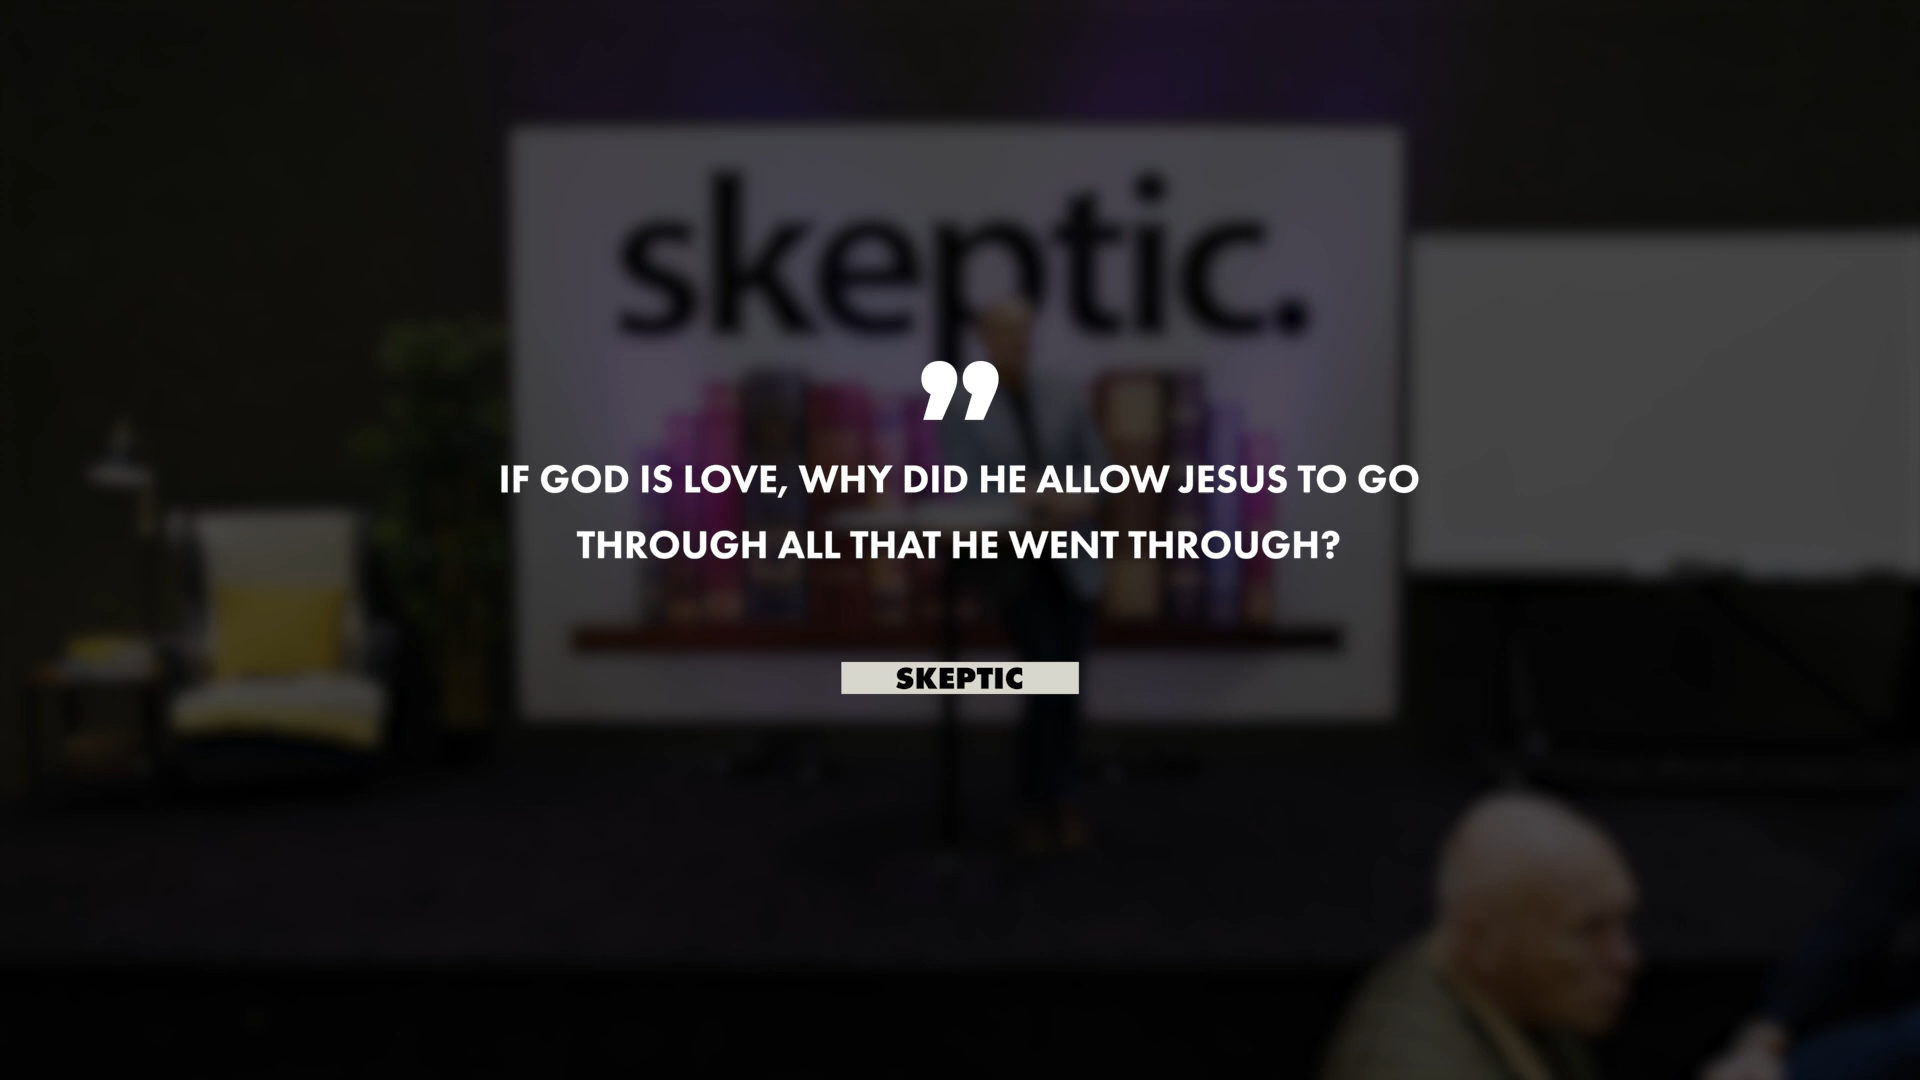 skeptic.
”
IF GOD IS LOVE, WHY DID HE ALLOW JESUS TO GO
THROUGH ALL THAT HE WENT THROUGH?
SKEPTIC